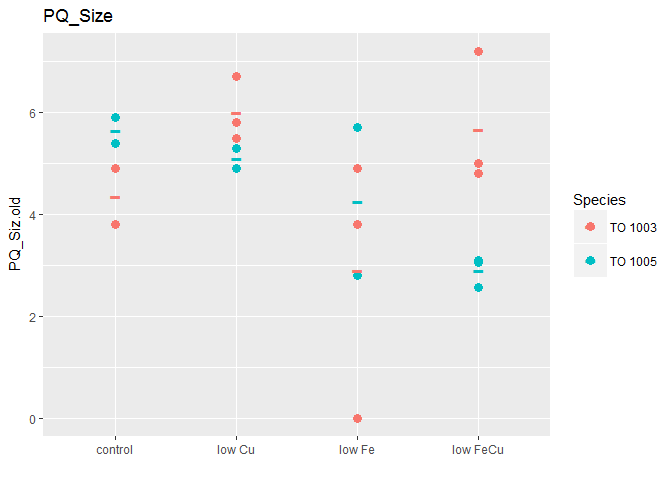 PQ_Size
PQ_Siz.old
6
4
2
0
control
low Cu
low Fe
low FeCu
Species
TO 1003
TO 1005